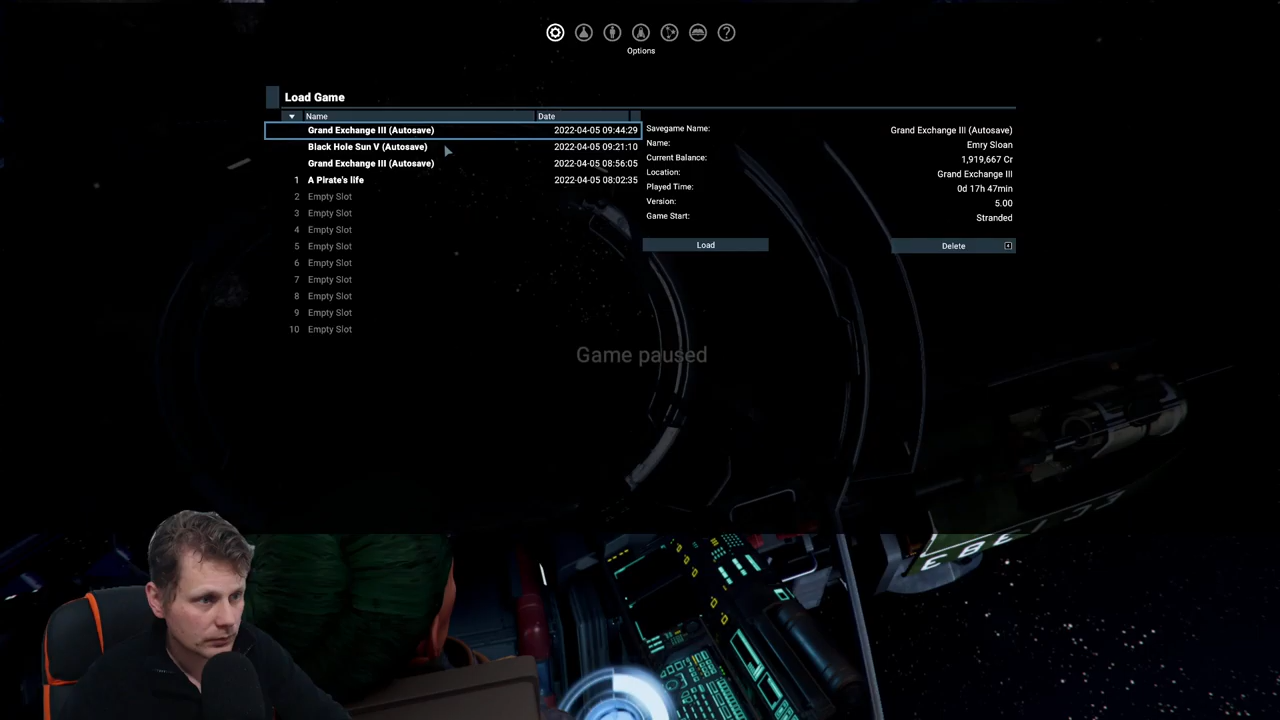 Options
Load Game
Name Date
Grand Exchange III (Autosave) 2022-04-05 09:44:29
Black Hole Sun V (Autosave) 2022-04-05 09:21:10
Grand Exchange III (Autosave) 2022-04-05 08:56:05
1 A Pirate's life 2022-04-05 08:02:35
2 Empty Slot
3 Empty Slot
4 Empty Slot
5 Empty Slot
6 Empty Slot
7 Empty Slot
8 Empty Slot
9 Empty Slot
10 Empty Slot
Savegame Name: Grand Exchange III (Autosave)
Name: Emry Sloan
Current Balance: 1,919,667 Cr
Location: Grand Exchange III
Played Time: 0d 17h 47min
Version: 5.00
Game Start: Stranded
Load Delete
Game paused